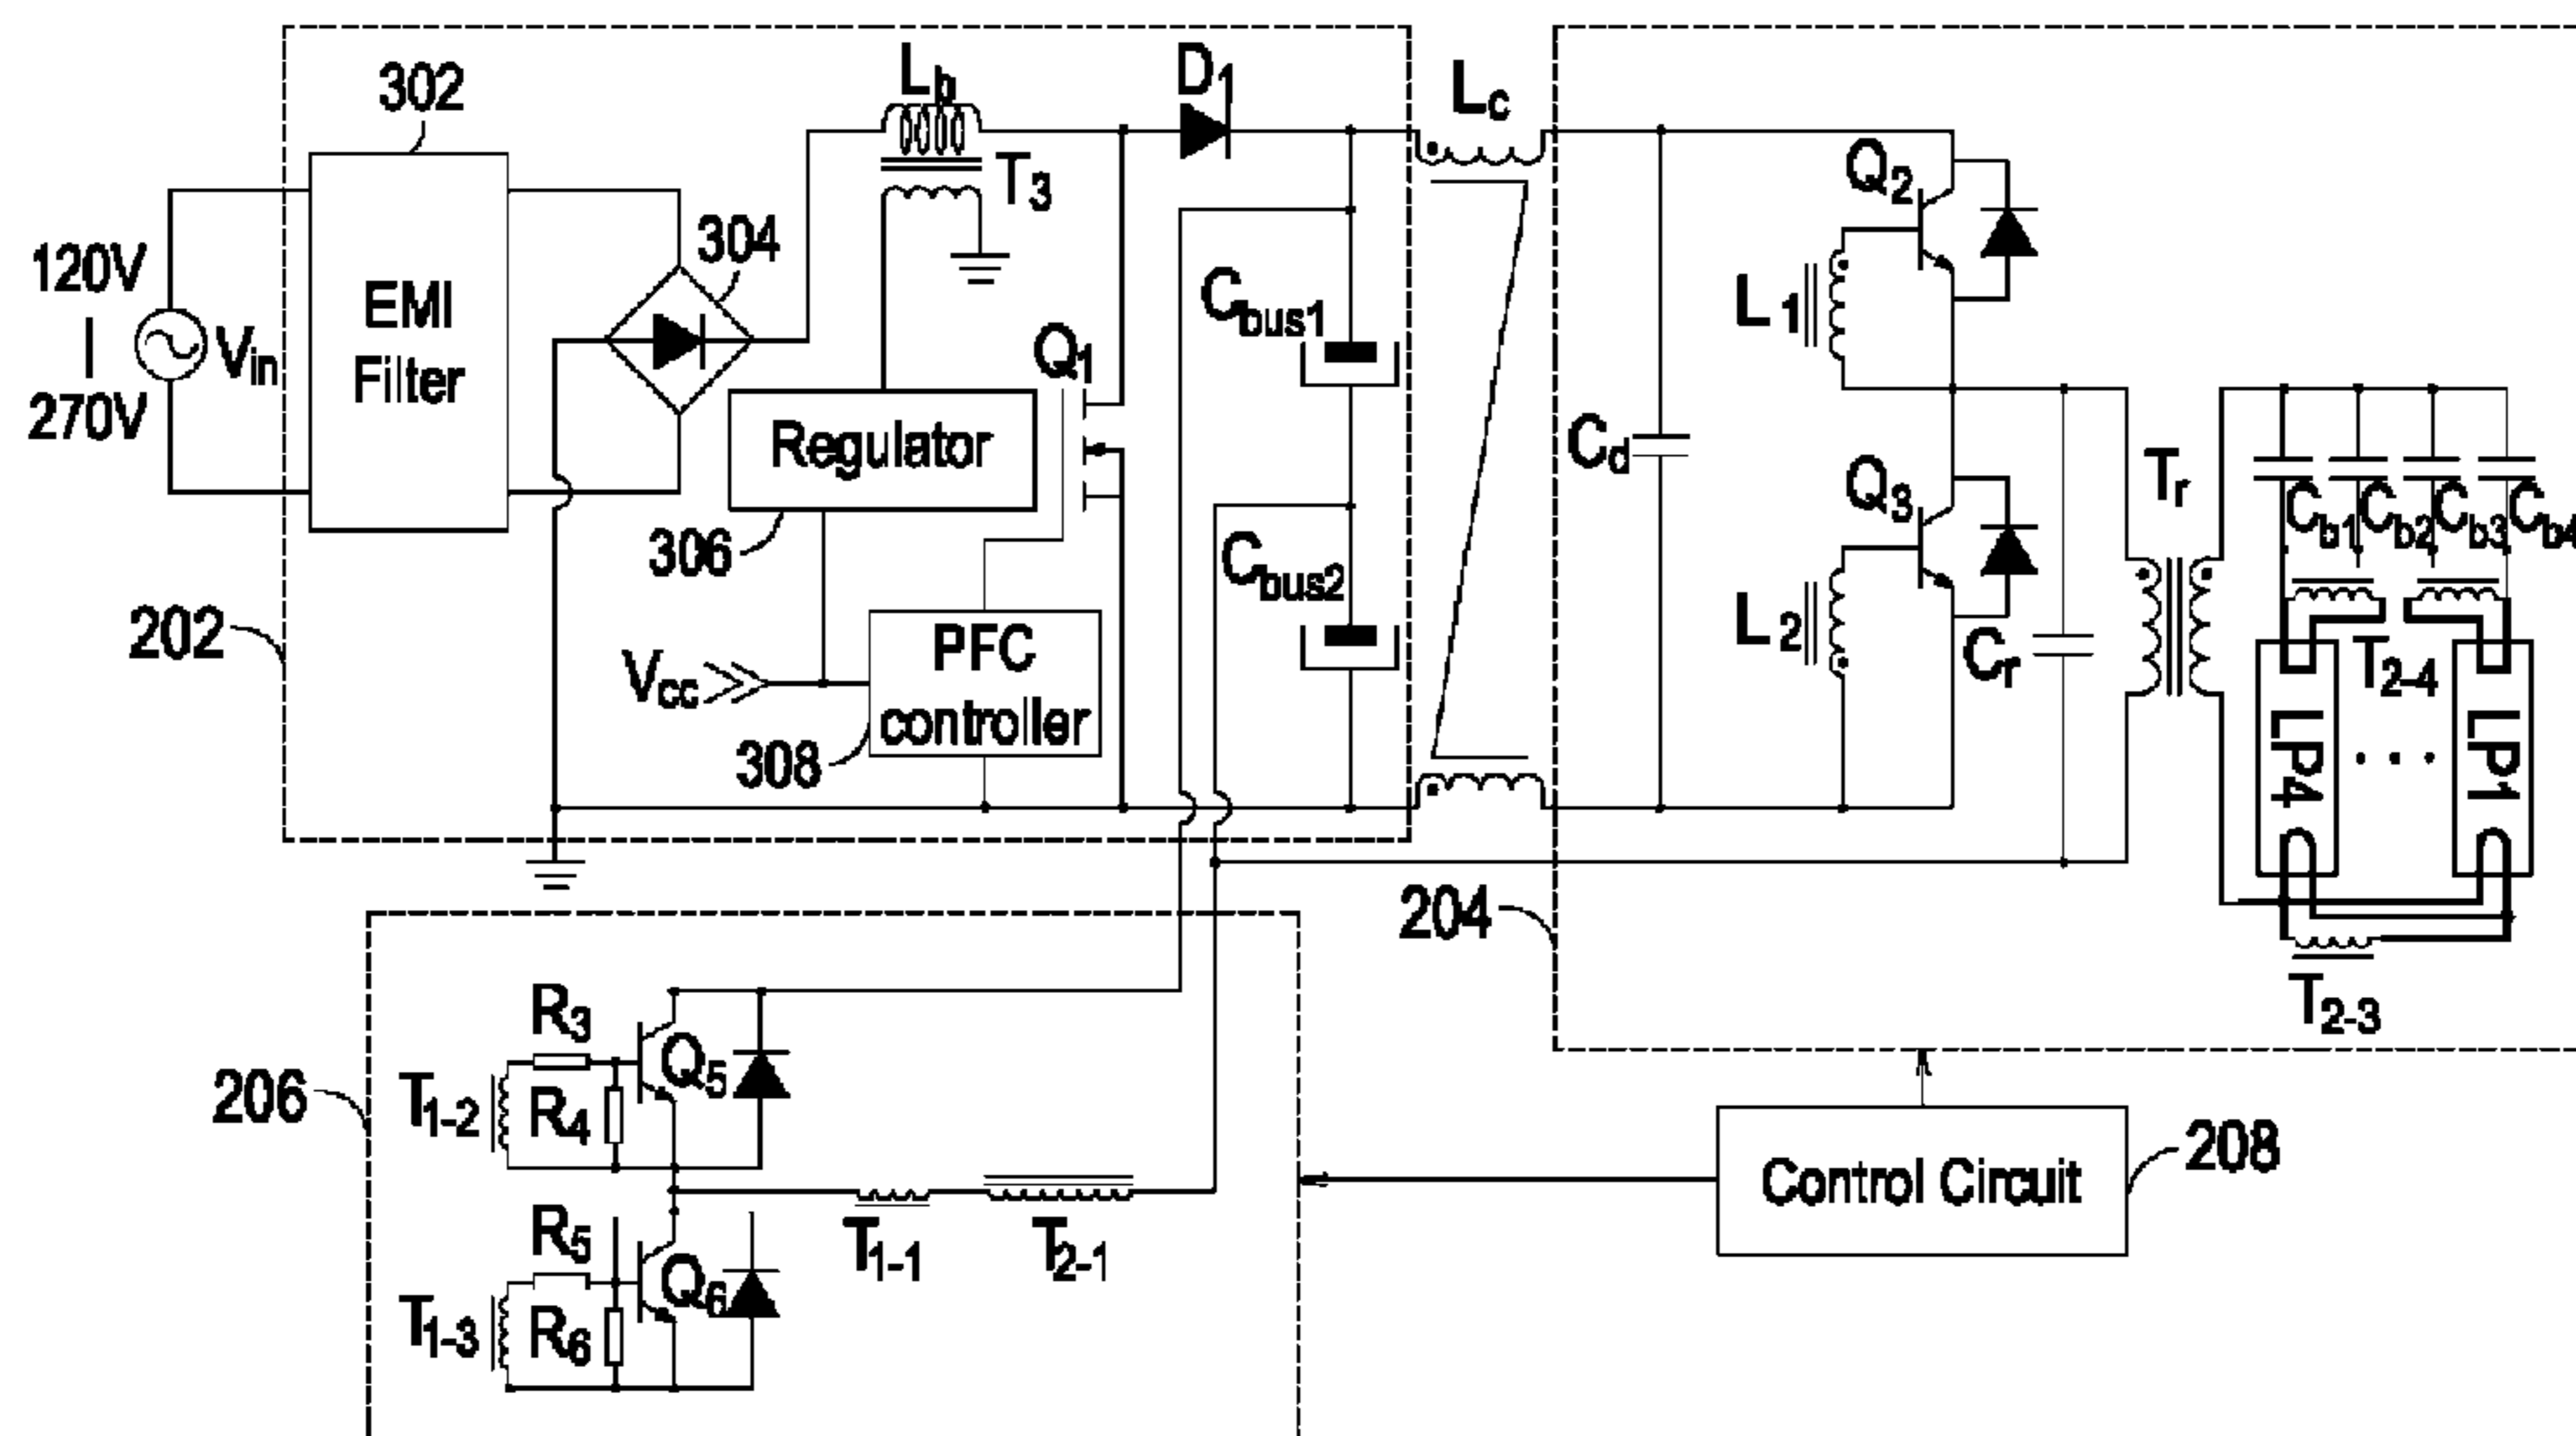 302
L_b
D_1
L_c
T_3
Q_2
304
120V
|
270V
V_in
EMI
Filter
C_bus1
L_1
Q_1
Regulator
C_d
Q_3
T_r
C_b1
C_b2
C_b3
C_b4
306
C_bus2
202
L_2
C_r
T_2-4
V_cc
PFC
controller
308
LP4
. . .
LP1
204
T_2-3
R_3
Q_5
206
T_1-2
R_4
Control Circuit
208
R_5
T_1-1
T_2-1
Q_6
T_1-3
R_6